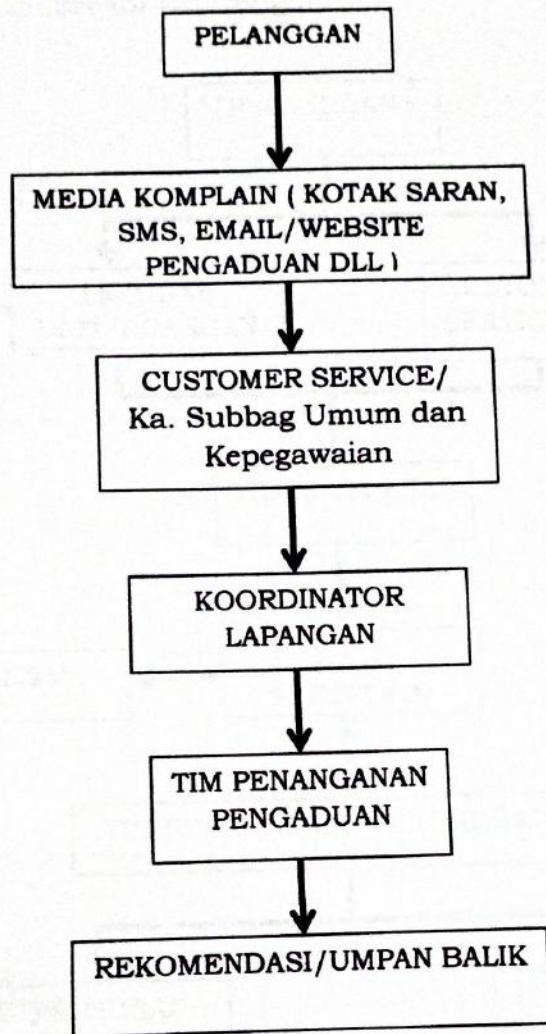 PELANGGAN
MEDIA KOMPLAIN ( KOTAK SARAN,
SMS, EMAIL/WEBSITE
PENGADUAN DLL )
CUSTOMER SERVICE/
Ka. Subbag Umum dan
Kepegawaian
KOORDINATOR
LAPANGAN
TIM PENANGANAN
PENGADUAN
REKOMENDASI/UMPAN BALIK